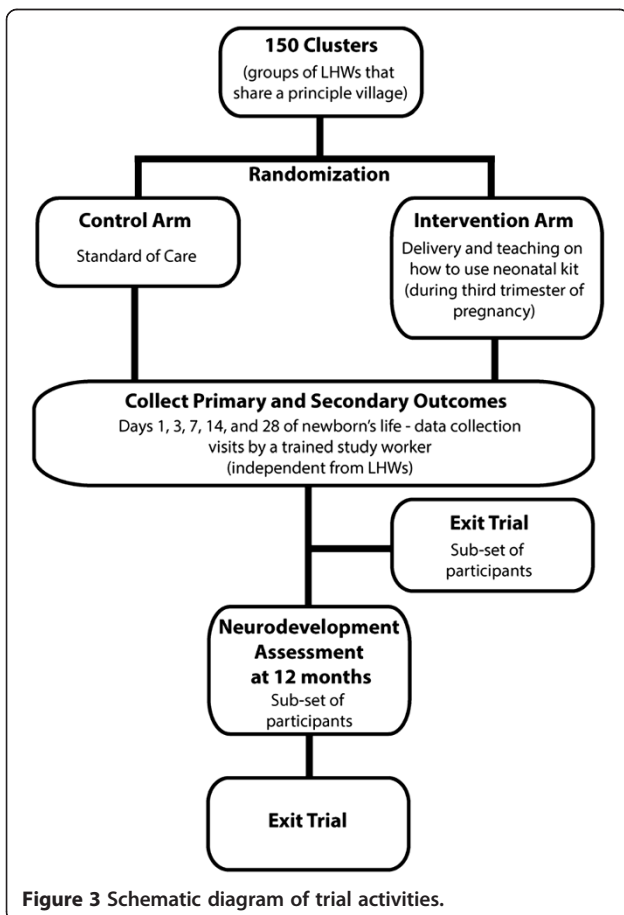 150 Clusters
(groups of LHWs that
share a principle village)
Randomization
Control Arm
Standard of Care
Intervention Arm
Delivery and teaching on
how to use neonatal kit
(during third trimester of
pregnancy)
Collect Primary and Secondary Outcomes
Days 1, 3, 7, 14, and 28 of newborn's life - data collection
visits by a trained study worker
(independent from LHWs)
Exit Trial
Sub-set of
participants
Neurodevelopment
Assessment
at 12 months
Sub-set of
participants
Exit Trial
Figure 3 Schematic diagram of trial activities.